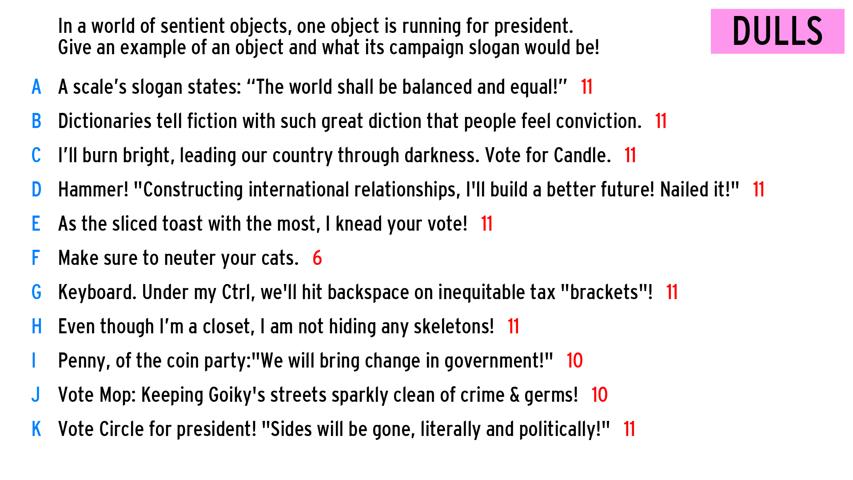 In a world of sentient objects, one object is running for president.
Give an example of an object and what its campaign slogan would be!
DULLS
A A scale’s slogan states: “The world shall be balanced and equal!” 11
B Dictionaries tell fiction with such great diction that people feel conviction. 11
C I’ll burn bright, leading our country through darkness. Vote for Candle. 11
D Hammer! "Constructing international relationships, I'll build a better future! Nailed it!" 11
E As the sliced toast with the most, I knead your vote! 11
F Make sure to neuter your cats. 6
G Keyboard. Under my Ctrl, we'll hit backspace on inequitable tax "brackets"! 11
H Even though I’m a closet, I am not hiding any skeletons! 11
I Penny, of the coin party:"We will bring change in government!" 10
J Vote Mop: Keeping Goiky's streets sparkly clean of crime & germs! 10
K Vote Circle for president! "Sides will be gone, literally and politically!" 11